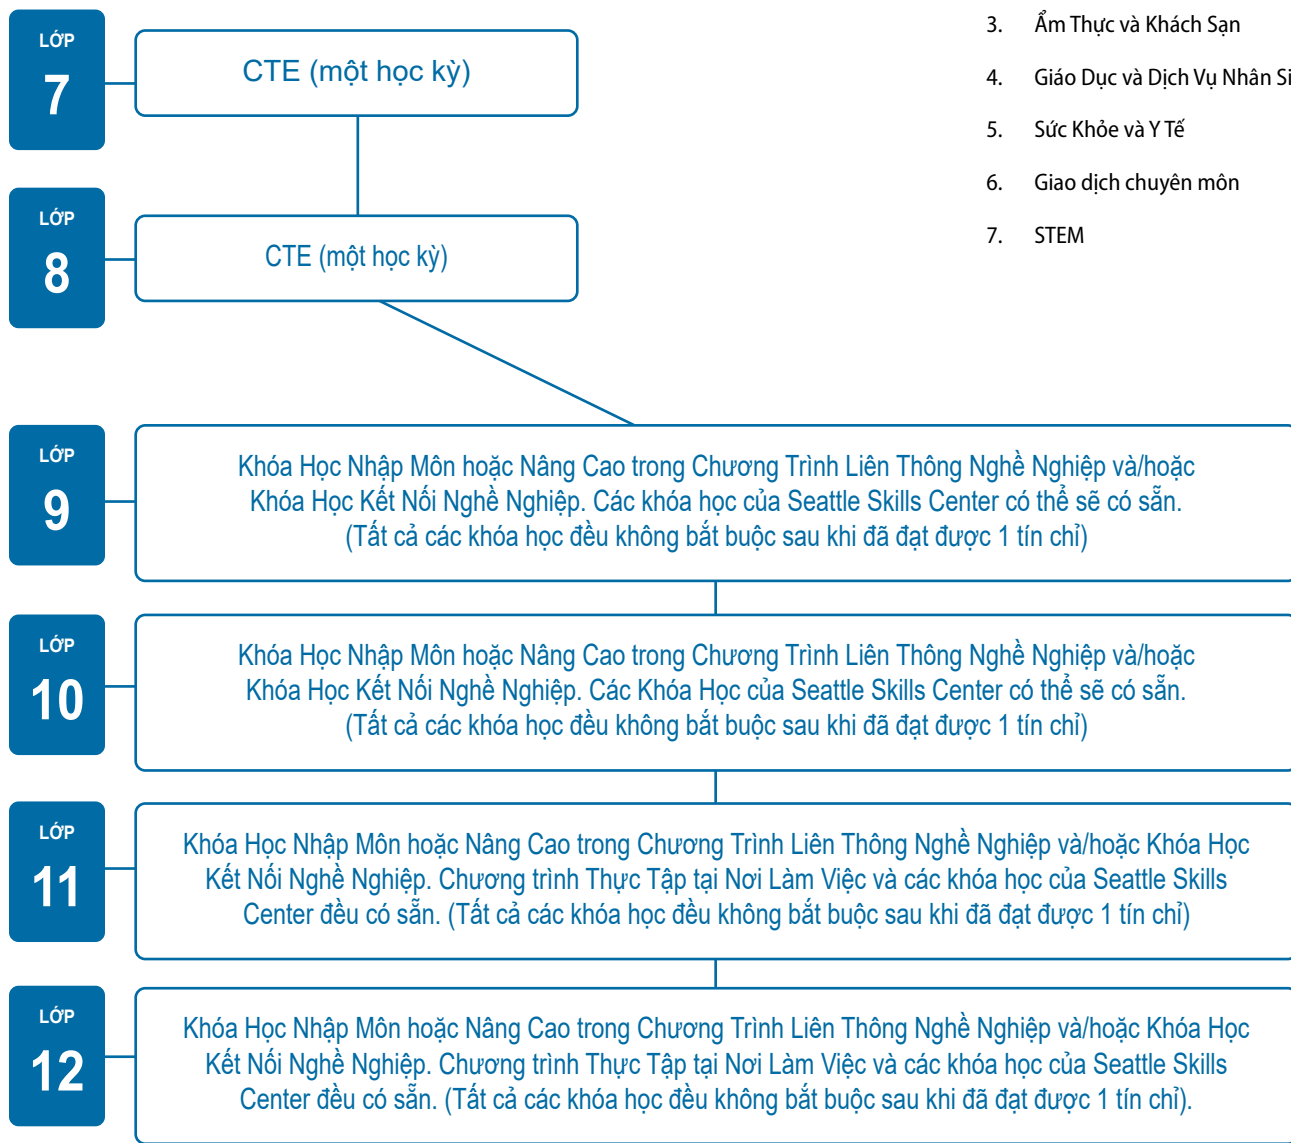 LỚP
7
CTE (một học kỳ)
3. Ẩm Thực và Khách Sạn
4. Giáo Dục và Dịch Vụ Nhân
5. Sức Khỏe và Y Tế
6. Giao dịch chuyên môn
7. STEM
LỚP
8
CTE (một học kỳ)
LỚP
9
Khóa Học Nhập Môn hoặc Nâng Cao trong Chương Trình Liên Thông Nghề Nghiệp và/hoặc
Khóa Học Kết Nối Nghề Nghiệp. Các khóa học của Seattle Skills Center có thể sẽ có sẵn.
(Tất cả các khóa học đều không bắt buộc sau khi đã đạt được 1 tín chỉ)
LỚP
10
Khóa Học Nhập Môn hoặc Nâng Cao trong Chương Trình Liên Thông Nghề Nghiệp và/hoặc
Khóa Học Kết Nối Nghề Nghiệp. Các Khóa Học của Seattle Skills Center có thể sẽ có sẵn.
(Tất cả các khóa học đều không bắt buộc sau khi đã đạt được 1 tín chỉ)
LỚP
11
Khóa Học Nhập Môn hoặc Nâng Cao trong Chương Trình Liên Thông Nghề Nghiệp và/hoặc Khóa Học
Kết Nối Nghề Nghiệp. Chương trình Thực Tập tại Nơi Làm Việc và các khóa học của Seattle Skills
Center đều có sẵn. (Tất cả các khóa học đều không bắt buộc sau khi đã đạt được 1 tín chỉ)
LỚP
12
Khóa Học Nhập Môn hoặc Nâng Cao trong Chương Trình Liên Thông Nghề Nghiệp và/hoặc Khóa Học
Kết Nối Nghề Nghiệp. Chương trình Thực Tập tại Nơi Làm Việc và các khóa học của Seattle Skills
Center đều có sẵn. (Tất cả các khóa học đều không bắt buộc sau khi đã đạt được 1 tín chỉ).